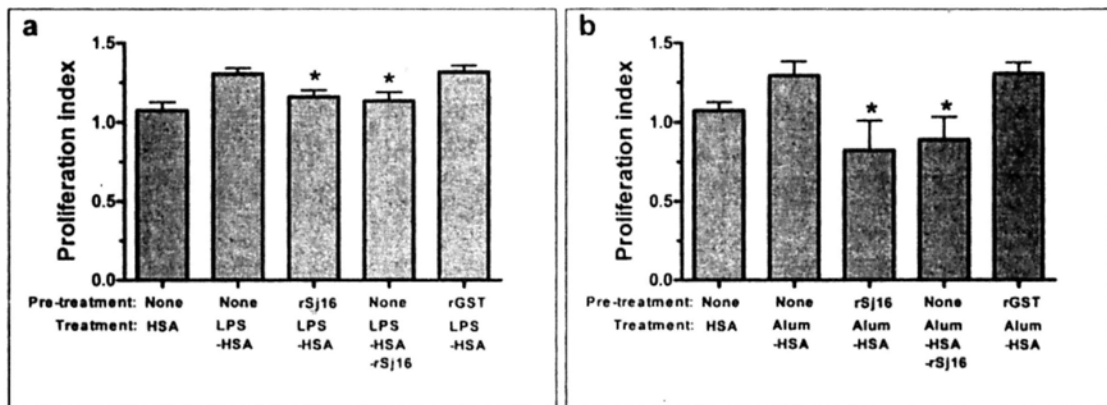 a
Proliferation index
1.5
1.0
0.5
0.0
Pre-treatment: None None rSj16 None rGST
Treatment: HSA LPS LPS LPS LPS
-HSA -HSA -HSA -HSA
-rSj16
* *
b
Proliferation index
1.5
1.0
0.5
0.0
Pre-treatment: None None rSj16 None rGST
Treatment: HSA Alum Alum Alum Alum
-HSA -HSA -HSA -HSA
-rSj16
* *